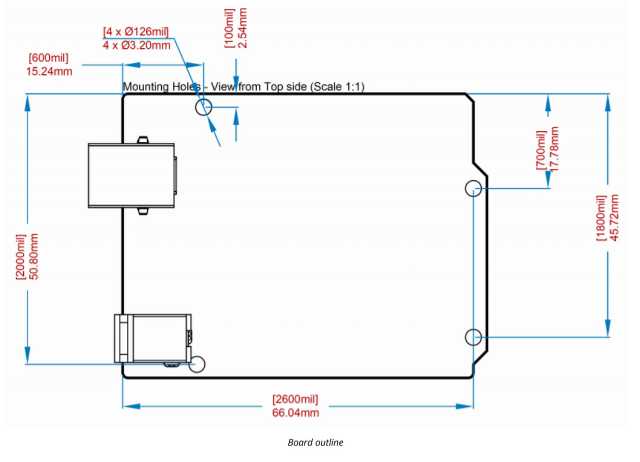 [4 x Ø126mil]
4 x Ø3.20mm
[100mil]
2.54mm
[600mil]
15.24mm
Mounting Holes - View from Top side (Scale 1:1)
[700mil]
17.78mm
[1800mil]
45.72mm
[2000mil]
50.80mm
[2600mil]
66.04mm
Board outline